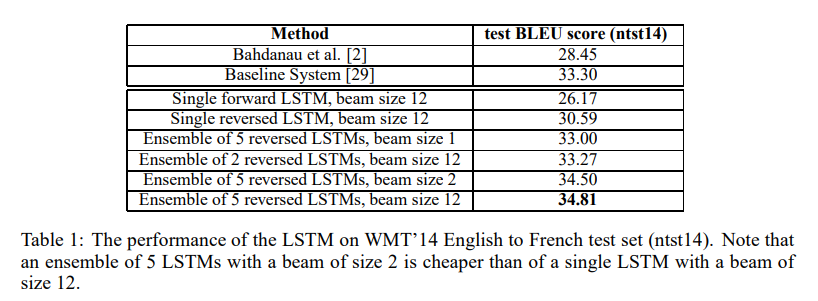 Method test BLEU score (ntst14)
Bahdanau et al. [2] 28.45
Baseline System [29] 33.30
Single forward LSTM, beam size 12 26.17
Single reversed LSTM, beam size 12 30.59
Ensemble of 5 reversed LSTMs, beam size 1 33.00
Ensemble of 2 reversed LSTMs, beam size 12 33.27
Ensemble of 5 reversed LSTMs, beam size 2 34.50
Ensemble of 5 reversed LSTMs, beam size 12 34.81
Table 1: The performance of the LSTM on WMT’14 English to French test set (ntst14). Note that
an ensemble of 5 LSTMs with a beam of size 2 is cheaper than of a single LSTM with a beam of
size 12.